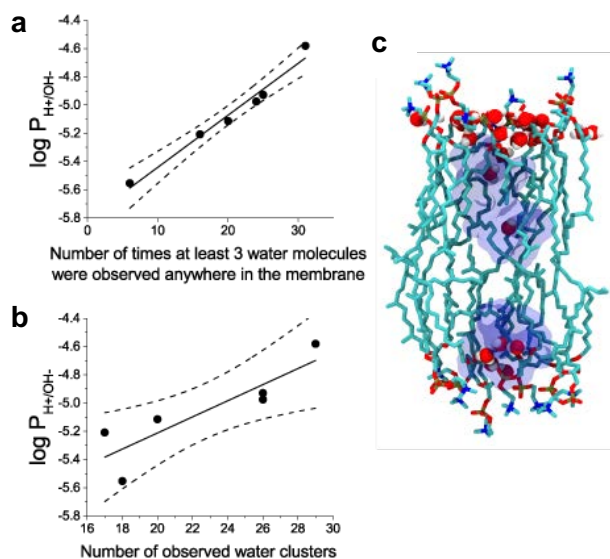 a
log P H+/OH-
-4.4
-4.6
-4.8
-5.0
-5.2
-5.4
-5.6
-5.8
0 10 20 30
Number of times at least 3 water molecules
were observed anywhere in the membrane
b
log P H+/OH-
-4.4
-4.6
-4.8
-5.0
-5.2
-5.4
-5.6
-5.8
16 18 20 22 24 26 28 30
Number of observed water clusters
c